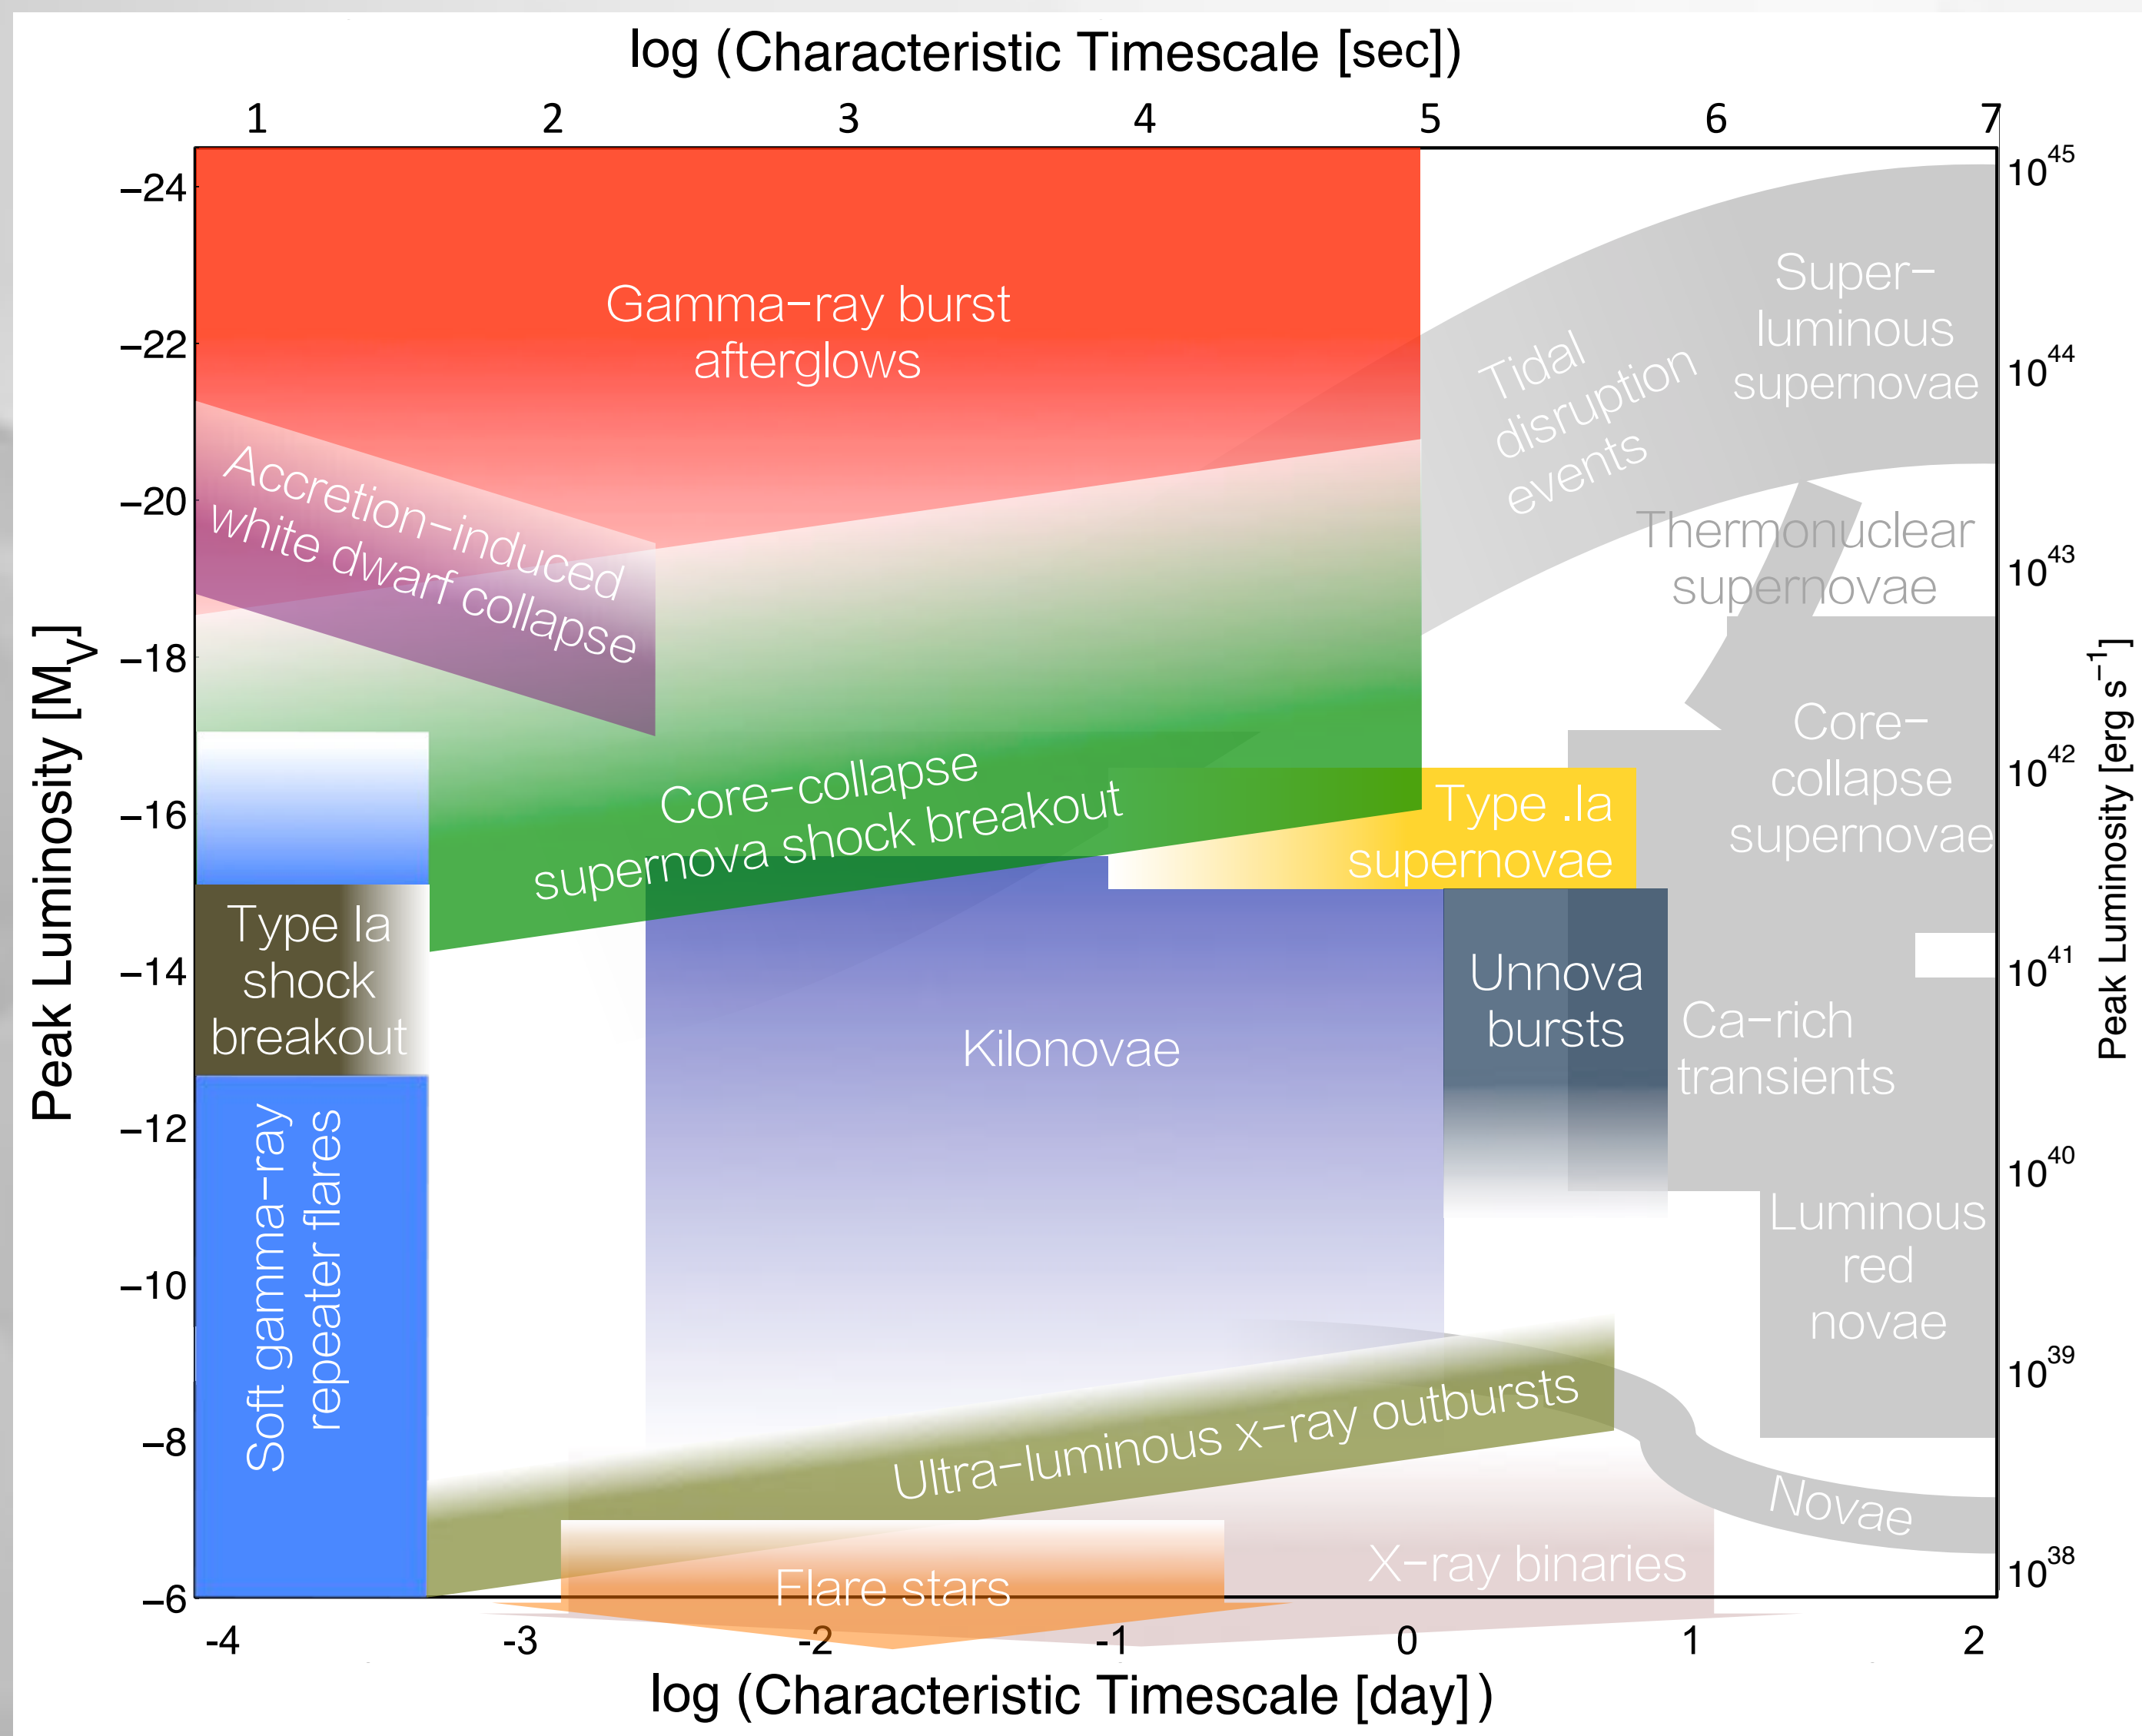 log (Characteristic Timescale [sec])
1 2 3 4 5 6 7
Peak Luminosity [M_V]
−24
−22
−20
−18
−16
−14
−12
−10
−8
−6
Gamma−ray burst
afterglows
Accretion−induced
white dwarf collapse
Tidal
disruption
events
Super−
luminous
supernovae
Thermonuclear
supernovae
Core−collapse
supernova shock breakout
Type .Ia
supernovae
Core−
collapse
supernovae
Type Ia
shock
breakout
Kilonovae
Unnova
bursts
Ca−rich
transients
Soft gamma−ray
repeater flares
Luminous
red
novae
Ultra−luminous x−ray outbursts
Novae
Flare stars
X−ray binaries
10^45
10^44
10^43
10^42
10^41
10^40
10^39
10^38
Peak Luminosity [erg s^−1]
-4 -3 -2 -1 0 1 2
log (Characteristic Timescale [day])